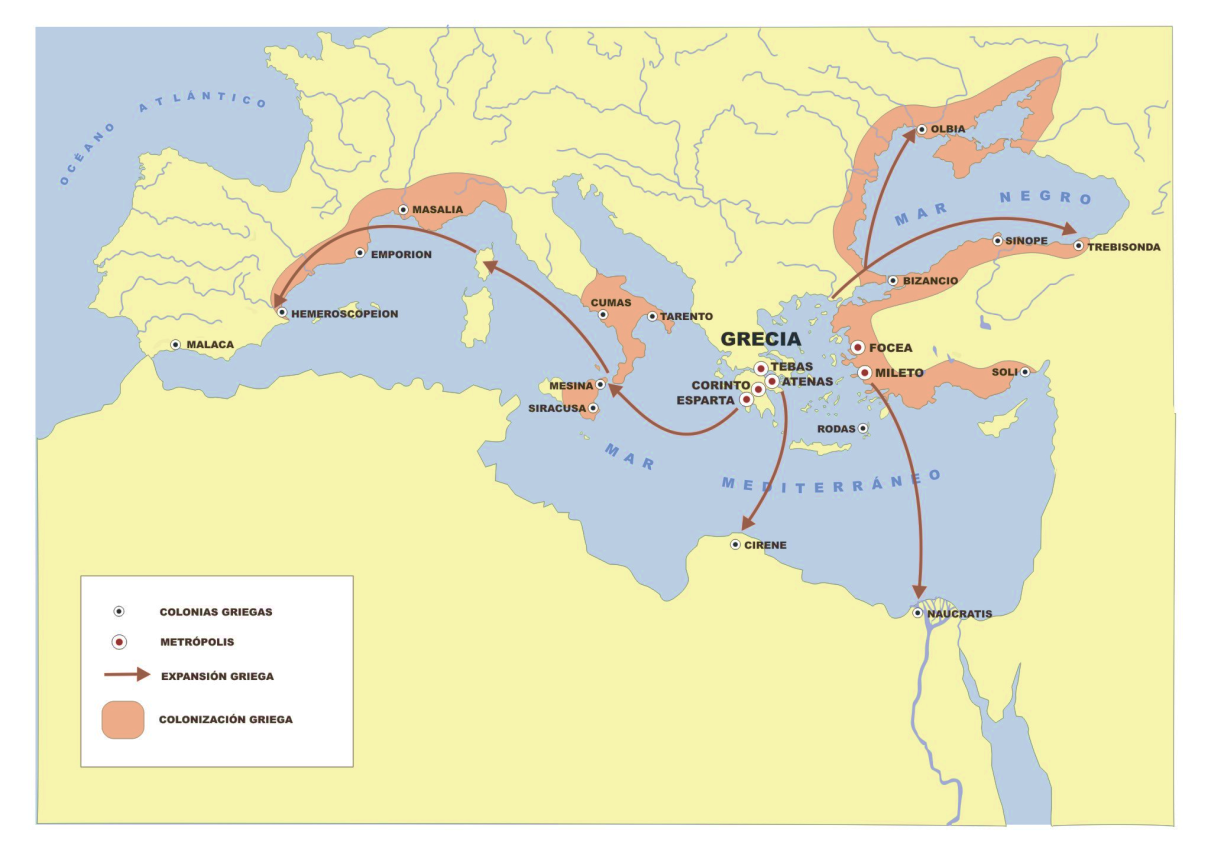 OCÉANO ATLÁNTICO
OLBIA
MAR NEGRO
MASALIA
SINOPE
TREBISONDA
EMPORION
BIZANCIO
CUMAS
HEMEROSCOPEION
TARENTO
GRECIA
MALACA
FOCEA
TEBAS
SOLI
MILETO
ATENAS
MESINA
CORINTO
ESPARTA
SIRACUSA
RODAS
MAR MEDITERRÁNEO
CIRENE
NAUCRATIS
COLONIAS GRIEGAS
METRÓPOLIS
EXPANSIÓN GRIEGA
COLONIZACIÓN GRIEGA